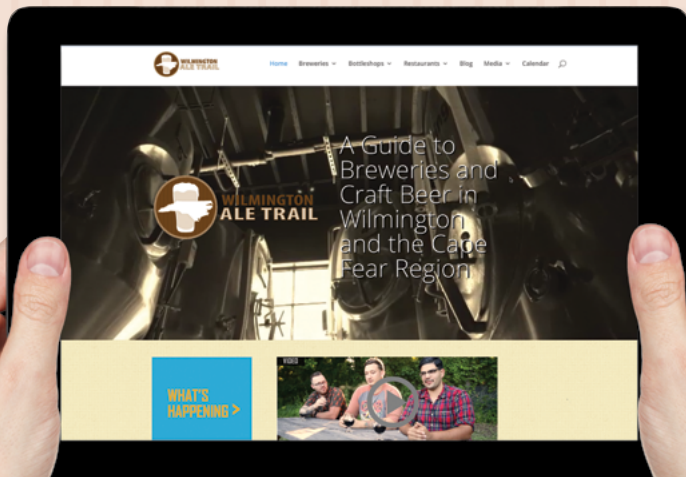 WILMINGTON
ALE TRAIL
Home Breweries Bottleshops Restaurants Blog Media Calendar
WILMINGTON
ALE TRAIL
A Guide to
Breweries and
Craft Beer in
Wilmington
and the Cape
Fear Region
WHAT'S
HAPPENING >
VIDEO